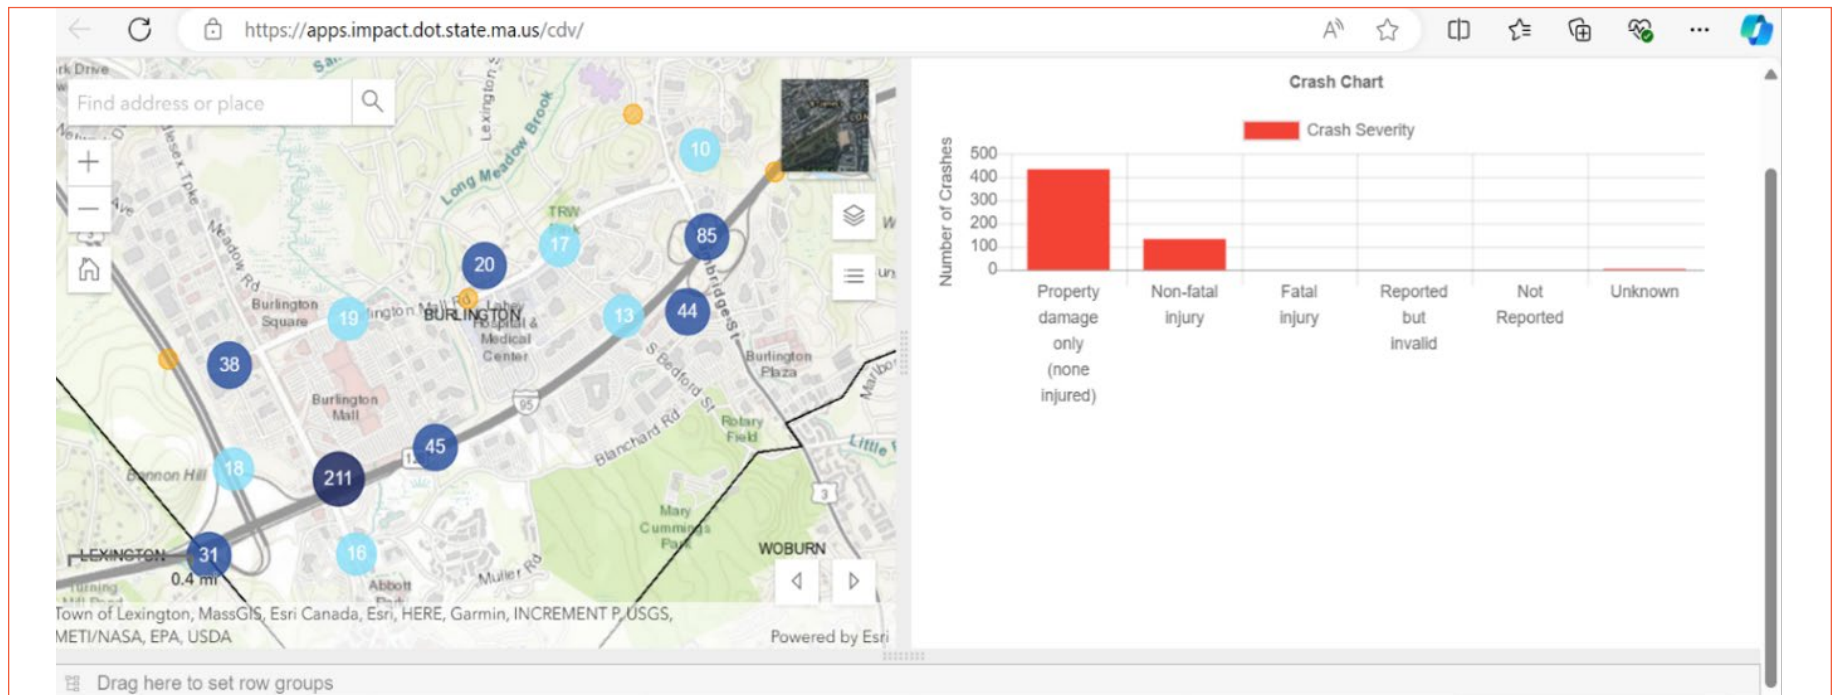 https://apps.impact.dot.state.ma.us/cdv/
Find address or place
Long Meadow Brook
TRW
Meadow Rd
Burlington
Square
BURLINGTON
Hospital &
Medical
Center
Burlington
Mall
S Bedford St
Burlington
Plaza
Blanchard Rd
Rotary
Field
Mary
Cummings
Park
WOBURN
LEXINGTON
0.4 mi
Abbott
Muller Rd
10
85
17
20
44
13
19
38
95
45
18
211
3
31
16
Town of Lexington, MassGIS, Esri Canada, Esri, HERE, Garmin, INCREMENT P, USGS,
METI/NASA, EPA, USDA
Powered by Esri
Crash Chart
Crash Severity
Number of Crashes
500
400
300
200
100
0
Property
damage
only
(none
injured)
Non-fatal
injury
Fatal
injury
Reported
but
invalid
Not
Reported
Unknown
Drag here to set row groups